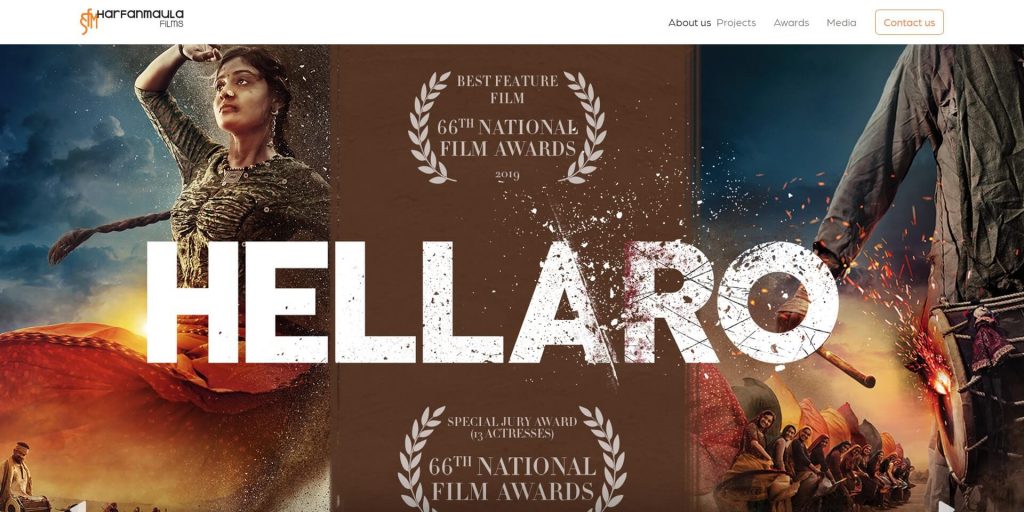 HARFANMAULA
FILMS
About us Projects Awards Media Contact us
BEST FEATURE
FILM
66TH NATIONAL
FILM AWARDS
2019
HELLARO
SPECIAL JURY AWARD
(13 ACTRESSES)
66TH NATIONAL
FILM AWARDS